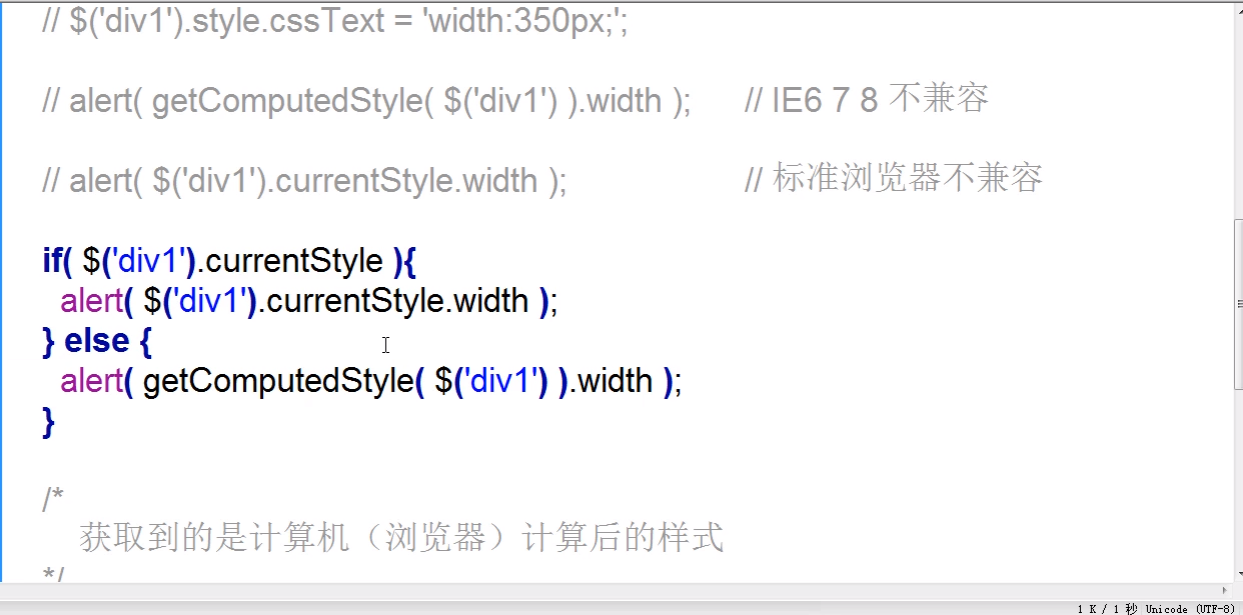 // $('div1').style.cssText = 'width:350px;';
// alert( getComputedStyle( $('div1') ).width ); // IE6 7 8 不兼容
// alert( $('div1').currentStyle.width ); // 标准浏览器不兼容
if( $('div1').currentStyle ){
alert( $('div1').currentStyle.width );
} else {
alert( getComputedStyle( $('div1') ).width );
}
/*
获取到的是计算机（浏览器）计算后的样式
*/
1 K / 1 秒 Unicode (UTF-8)